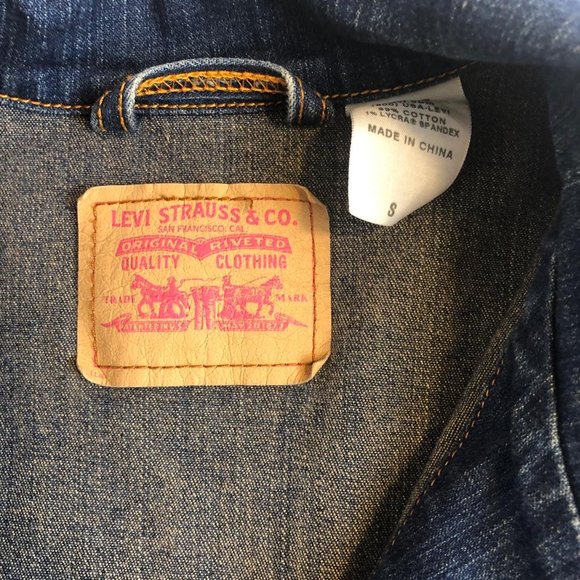 LEVI STRAUSS & CO.
SAN FRANCISCO, CAL.
ORIGINAL RIVETED
QUALITY CLOTHING
TRADE MARK
99% COTTON
1% LYCRA® SPANDEX
MADE IN CHINA
S